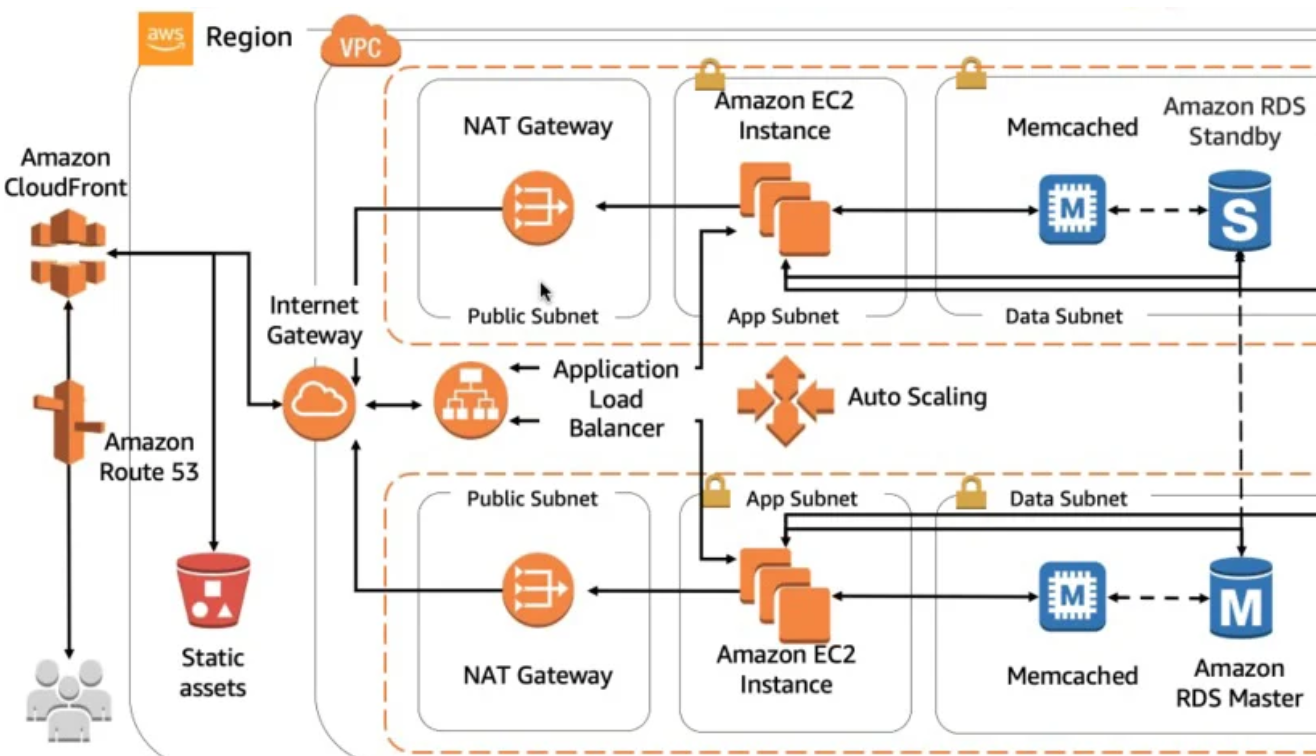 aws
Region
VPC
Amazon
CloudFront
Amazon
Route 53
Static
assets
Internet
Gateway
NAT Gateway
Public Subnet
Amazon EC2
Instance
App Subnet
Memcached
M
Amazon RDS
Standby
S
Data Subnet
Application
Load
Balancer
Auto Scaling
Public Subnet
NAT Gateway
App Subnet
Amazon EC2
Instance
Data Subnet
M
Memcached
M
Amazon
RDS Master